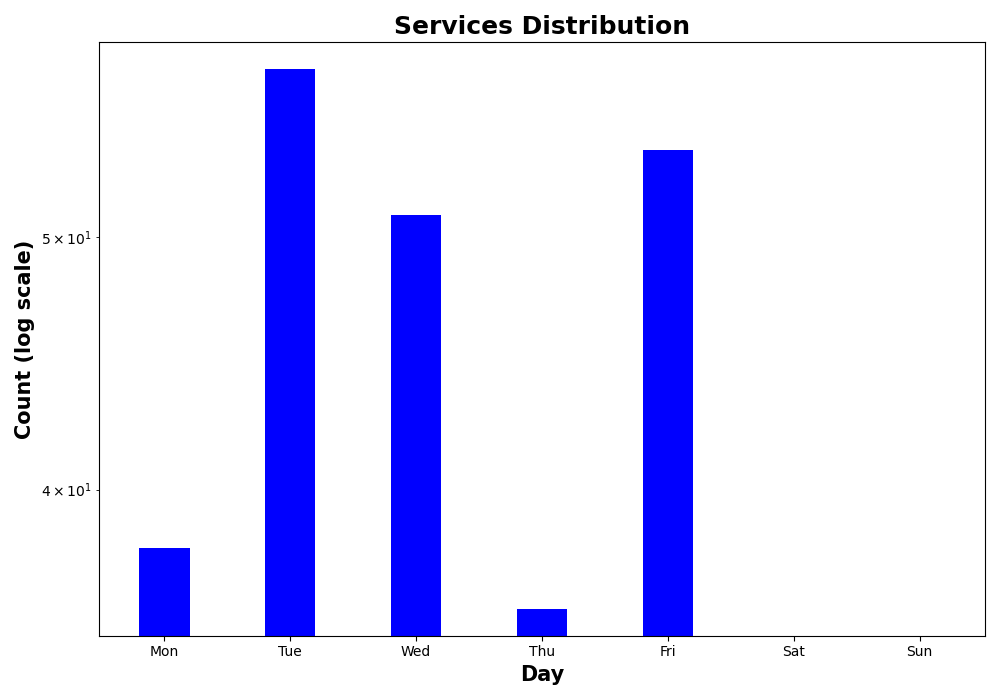 Services Distribution
Count (log scale)
5 × 10¹
4 × 10¹
Mon Tue Wed Thu Fri Sat Sun
Day